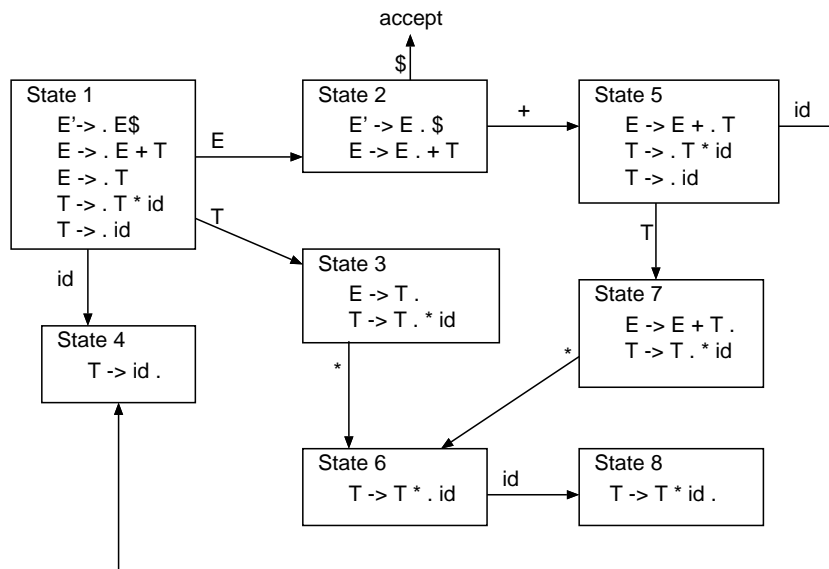 accept
$
State 1
E'-> . E$
E -> . E + T
E -> . T
T -> . T * id
T -> . id
E
State 2
E' -> E . $
E -> E . + T
+
State 5
E -> E + . T
T -> . T * id
T -> . id
id
T
T
id
State 3
E -> T .
T -> T . * id
State 7
E -> E + T .
T -> T . * id
State 4
T -> id .
*
*
State 6
T -> T * . id
id
State 8
T -> T * id .